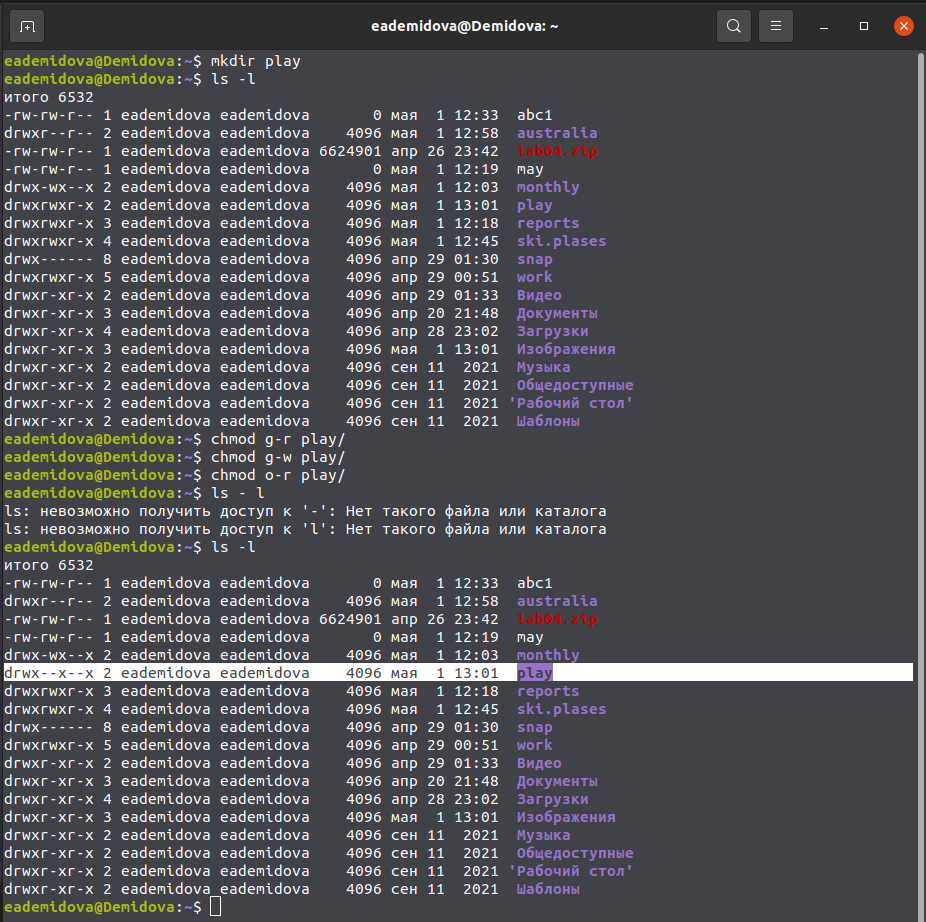 eademidova@Demidova: ~
eademidova@Demidova:~$ mkdir play
eademidova@Demidova:~$ ls -l
итого 6532
-rw-rw-r-- 1 eademidova eademidova       0 мая  1 12:33  abc1
drwxr--r-- 2 eademidova eademidova    4096 мая  1 12:58  australia
-rw-rw-r-- 1 eademidova eademidova 6624901 апр 26 23:42  lab04.zip
-rw-rw-r-- 1 eademidova eademidova       0 мая  1 12:19  may
drwx-wx--x 2 eademidova eademidova    4096 мая  1 12:03  monthly
drwxrwxr-x 2 eademidova eademidova    4096 мая  1 13:01  play
drwxrwxr-x 3 eademidova eademidova    4096 мая  1 12:18  reports
drwxrwxr-x 4 eademidova eademidova    4096 мая  1 12:45  ski.plases
drwx------ 8 eademidova eademidova    4096 апр 29 01:30  snap
drwxrwxr-x 5 eademidova eademidova    4096 апр 29 00:51  work
drwxr-xr-x 2 eademidova eademidova    4096 апр 29 01:33  Видео
drwxr-xr-x 3 eademidova eademidova    4096 апр 20 21:48  Документы
drwxr-xr-x 4 eademidova eademidova    4096 апр 28 23:02  Загрузки
drwxr-xr-x 3 eademidova eademidova    4096 мая  1 13:01  Изображения
drwxr-xr-x 2 eademidova eademidova    4096 сен 11  2021  Музыка
drwxr-xr-x 2 eademidova eademidova    4096 сен 11  2021  Общедоступные
drwxr-xr-x 2 eademidova eademidova    4096 сен 11  2021 'Рабочий стол'
drwxr-xr-x 2 eademidova eademidova    4096 сен 11  2021  Шаблоны
eademidova@Demidova:~$ chmod g-r play/
eademidova@Demidova:~$ chmod g-w play/
eademidova@Demidova:~$ chmod o-r play/
eademidova@Demidova:~$ ls - l
ls: невозможно получить доступ к '-': Нет такого файла или каталога
ls: невозможно получить доступ к 'l': Нет такого файла или каталога
eademidova@Demidova:~$ ls -l
итого 6532
-rw-rw-r-- 1 eademidova eademidova       0 мая  1 12:33  abc1
drwxr--r-- 2 eademidova eademidova    4096 мая  1 12:58  australia
-rw-rw-r-- 1 eademidova eademidova 6624901 апр 26 23:42  lab04.zip
-rw-rw-r-- 1 eademidova eademidova       0 мая  1 12:19  may
drwx-wx--x 2 eademidova eademidova    4096 мая  1 12:03  monthly
drwx--x--x 2 eademidova eademidova    4096 мая  1 13:01  play
drwxrwxr-x 3 eademidova eademidova    4096 мая  1 12:18  reports
drwxrwxr-x 4 eademidova eademidova    4096 мая  1 12:45  ski.plases
drwx------ 8 eademidova eademidova    4096 апр 29 01:30  snap
drwxrwxr-x 5 eademidova eademidova    4096 апр 29 00:51  work
drwxr-xr-x 2 eademidova eademidova    4096 апр 29 01:33  Видео
drwxr-xr-x 3 eademidova eademidova    4096 апр 20 21:48  Документы
drwxr-xr-x 4 eademidova eademidova    4096 апр 28 23:02  Загрузки
drwxr-xr-x 3 eademidova eademidova    4096 мая  1 13:01  Изображения
drwxr-xr-x 2 eademidova eademidova    4096 сен 11  2021  Музыка
drwxr-xr-x 2 eademidova eademidova    4096 сен 11  2021  Общедоступные
drwxr-xr-x 2 eademidova eademidova    4096 сен 11  2021 'Рабочий стол'
drwxr-xr-x 2 eademidova eademidova    4096 сен 11  2021  Шаблоны
eademidova@Demidova:~$